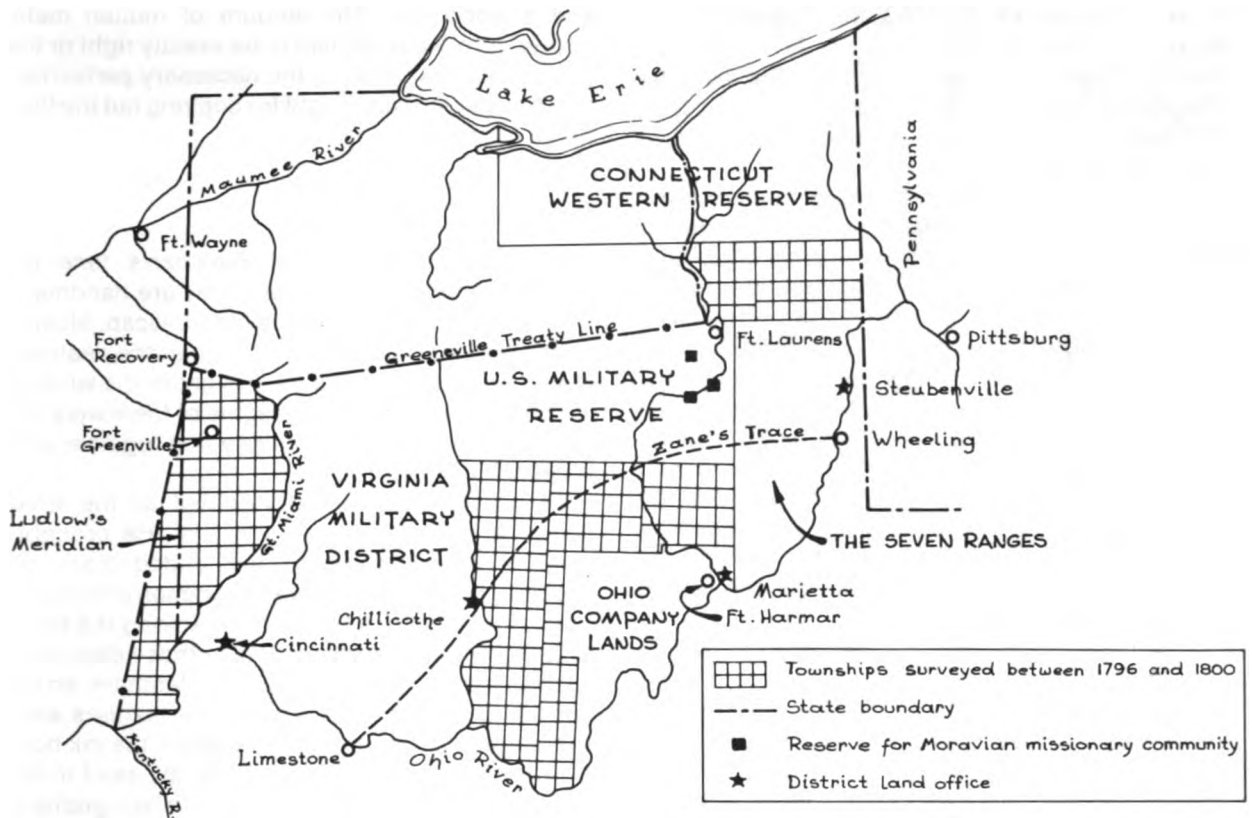 Lake Erie
Maumee River
CONNECTICUT
WESTERN RESERVE
Pennsylvania
Ft. Wayne
Fort
Recovery
Greeneville Treaty Line
Ft. Laurens
Pittsburg
U.S. MILITARY
RESERVE
Steubenville
Fort
Greenville
Zane's Trace
Wheeling
Gt. Miami River
VIRGINIA
MILITARY
DISTRICT
Ludlow's
Meridian
THE SEVEN RANGES
OHIO
COMPANY
LANDS
Marietta
Ft. Harmar
Chillicothe
Cincinnati
Limestone
Ohio River
Kentucky R.
Townships surveyed between 1796 and 1800
State boundary
Reserve for Moravian missionary community
District land office